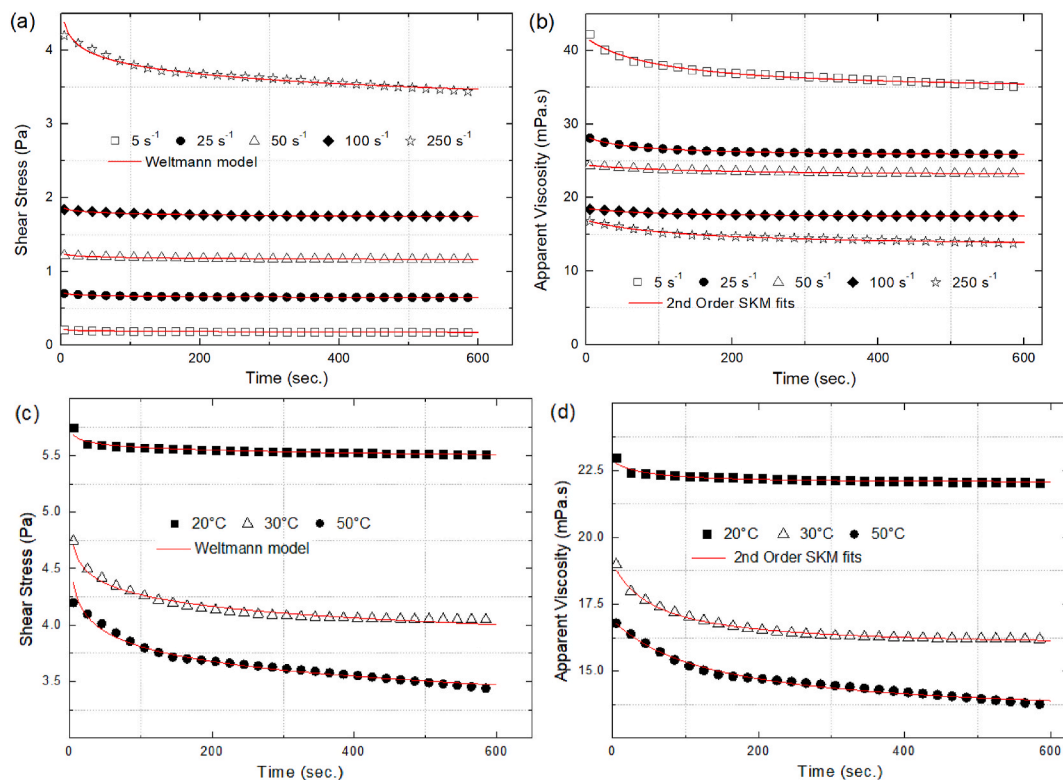 (a)
4
3
2
1
0
0
200
400
600
Shear Stress (Pa)
Time (sec.)
5 s⁻¹ 25 s⁻¹ 50 s⁻¹ 100 s⁻¹ 250 s⁻¹
Weltmann model
(b)
40
30
20
10
0
0
200
400
600
Apparent Viscosity (mPa.s)
Time (sec.)
5 s⁻¹ 25 s⁻¹ 50 s⁻¹ 100 s⁻¹ 250 s⁻¹
2nd Order SKM fits
(c)
5.5
5.0
4.5
4.0
3.5
0
200
400
600
Shear Stress (Pa)
Time (sec.)
20°C 30°C 50°C
Weltmann model
(d)
22.5
20.0
17.5
15.0
0
200
400
600
Apparent Viscosity (mPa.s)
Time (sec.)
20°C 30°C 50°C
2nd Order SKM fits